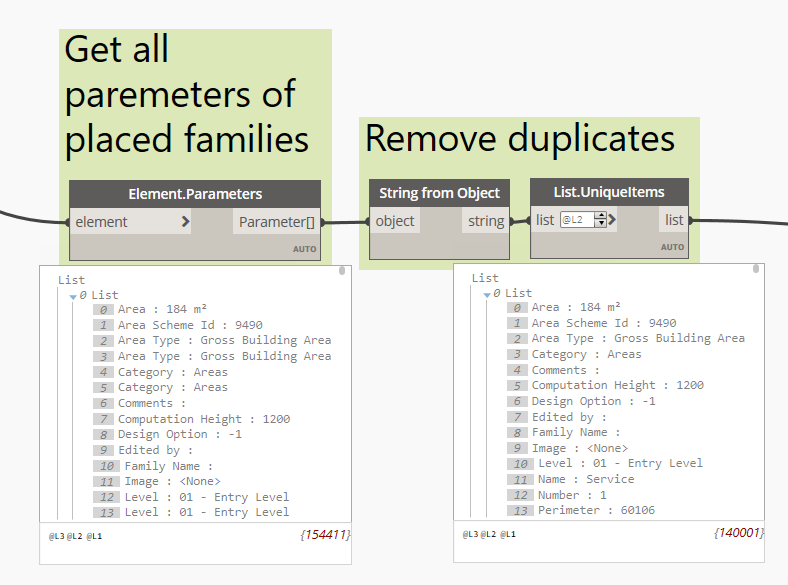 Get all
paremeters of
placed families
Remove duplicates
Element.Parameters
element > Parameter[]
AUTO
String from Object
object string
List.UniqueItems
list @L2 > list
AUTO
List
0 List
0 Area : 184 m²
1 Area Scheme Id : 9490
2 Area Type : Gross Building Area
3 Area Type : Gross Building Area
4 Category : Areas
5 Category : Areas
6 Comments :
7 Computation Height : 1200
8 Design Option : -1
9 Edited by :
10 Family Name :
11 Image : <None>
12 Level : 01 - Entry Level
13 Level : 01 - Entry Level
@L3 @L2 @L1 {154411}
List
0 List
0 Area : 184 m²
1 Area Scheme Id : 9490
2 Area Type : Gross Building Area
3 Category : Areas
4 Comments :
5 Computation Height : 1200
6 Design Option : -1
7 Edited by :
8 Family Name :
9 Image : <None>
10 Level : 01 - Entry Level
11 Name : Service
12 Number : 1
13 Perimeter : 60106
@L3 @L2 @L1 {140001}